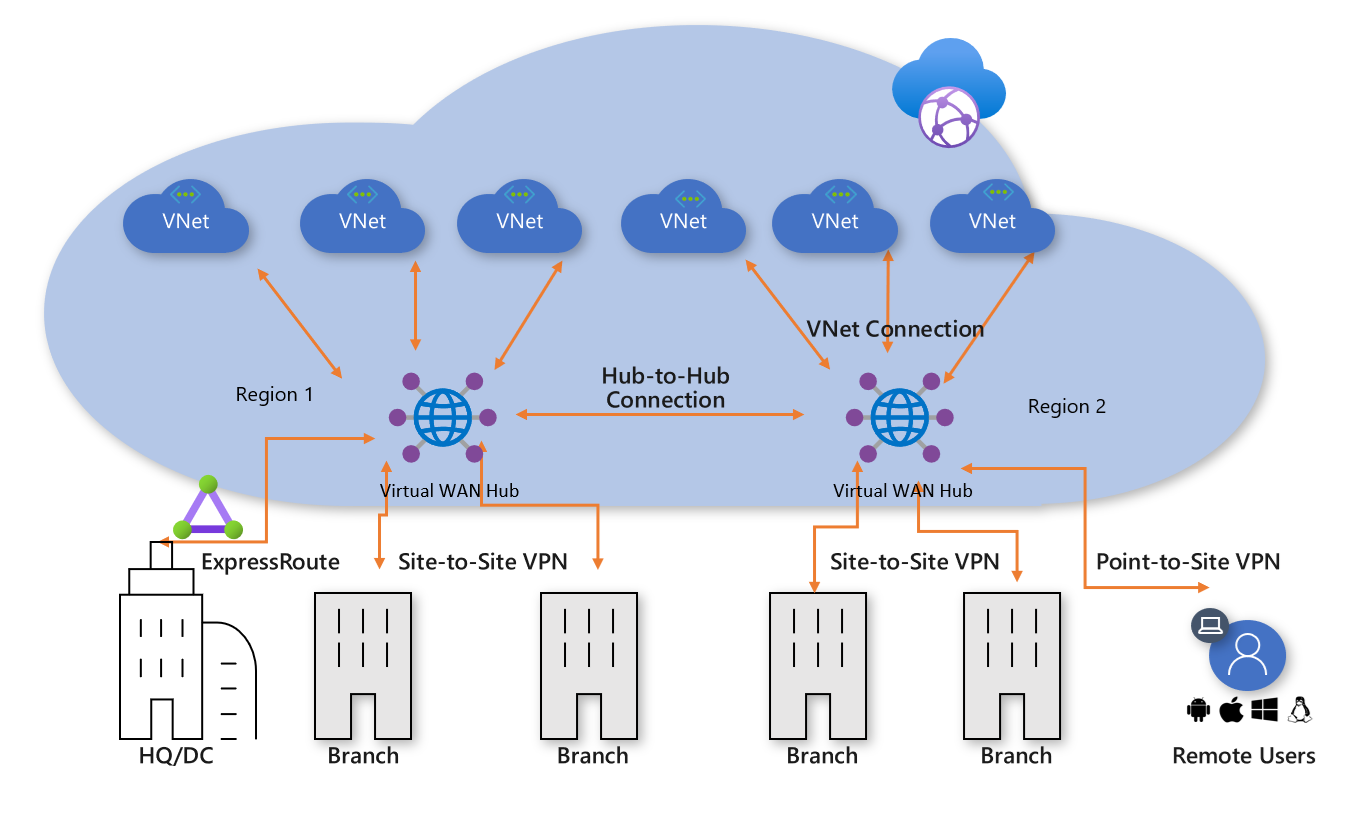 VNet
VNet
VNet
VNet
VNet
VNet
VNet Connection
Hub-to-Hub
Connection
Region 1
Region 2
Virtual WAN Hub
Virtual WAN Hub
ExpressRoute
Site-to-Site VPN
Site-to-Site VPN
Point-to-Site VPN
HQ/DC
Branch
Branch
Branch
Branch
Remote Users